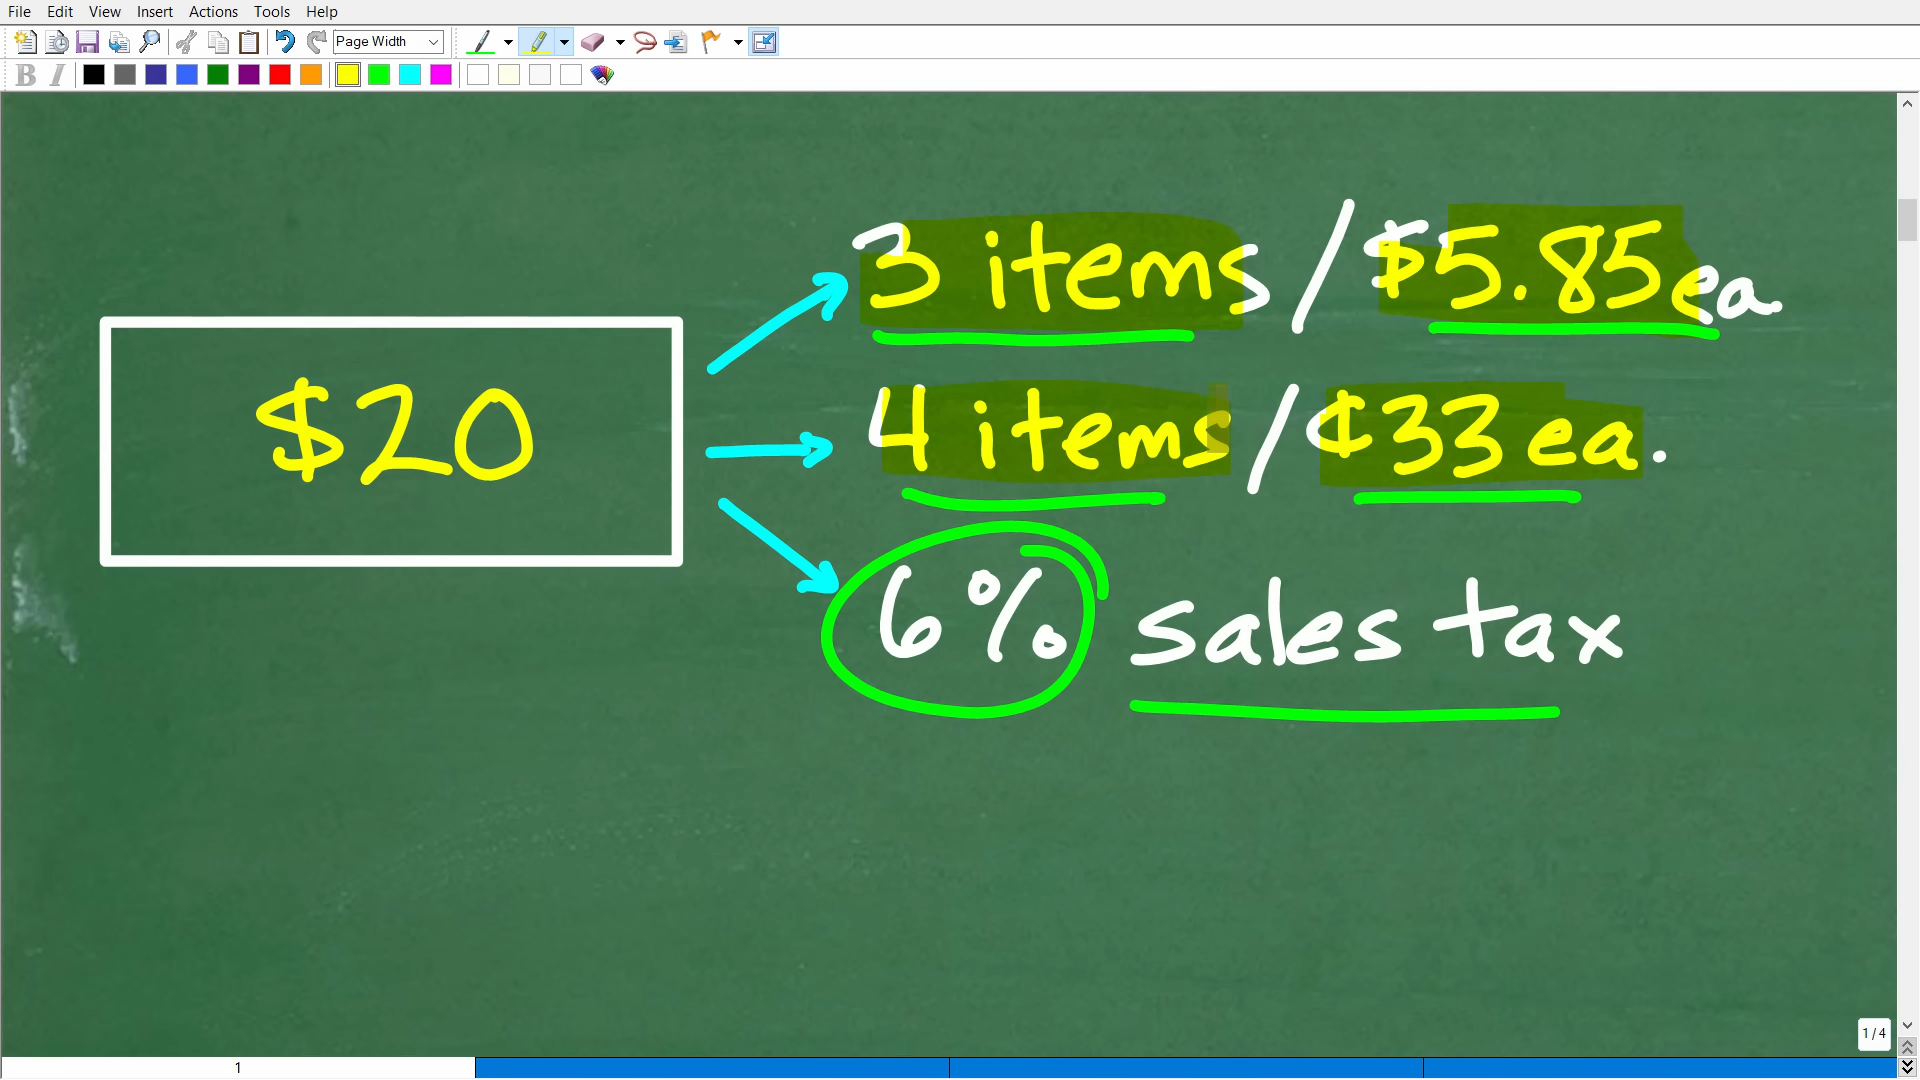 File Edit View Insert Actions Tools Help
Page Width
B I
3 items / $5.85 ea.
$20
4 items / ¢33 ea.
6% sales tax
1 / 4
1